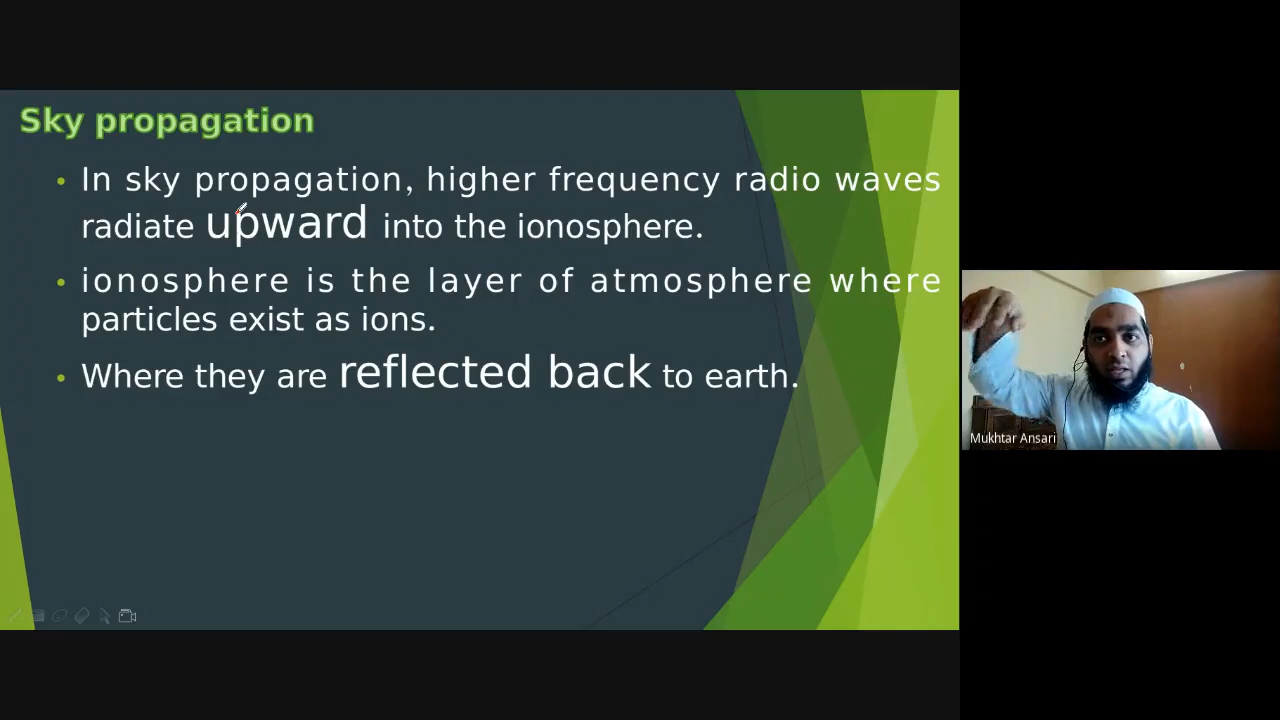 Sky propagation
• In sky propagation, higher frequency radio waves
radiate upward into the ionosphere.
• ionosphere is the layer of atmosphere where
particles exist as ions.
• Where they are reflected back to earth.
Mukhtar Ansari